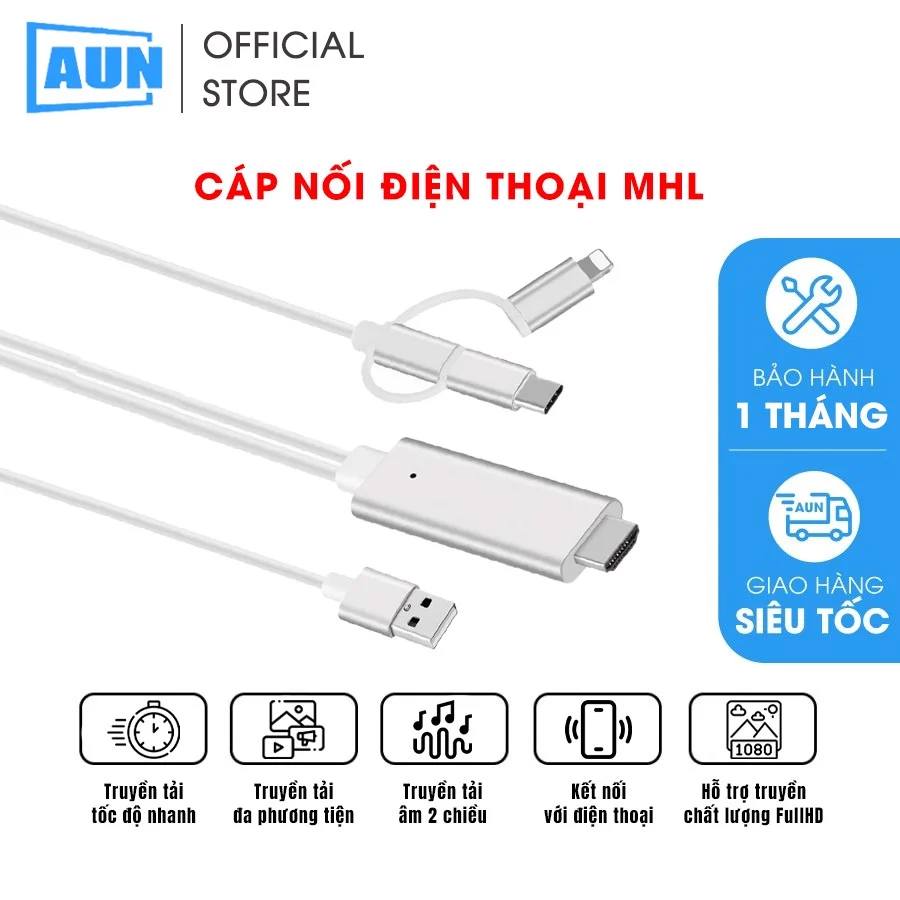 AUN
OFFICIAL
STORE
CÁP NỐI ĐIỆN THOẠI MHL
BẢO HÀNH
1 THÁNG
AUN
GIAO HÀNG
SIÊU TỐC
1080
Truyền tải
tốc độ nhanh
Truyền tải
đa phương tiện
Truyền tải
âm 2 chiều
Kết nối
với điện thoại
Hỗ trợ truyền
chất lượng FullHD